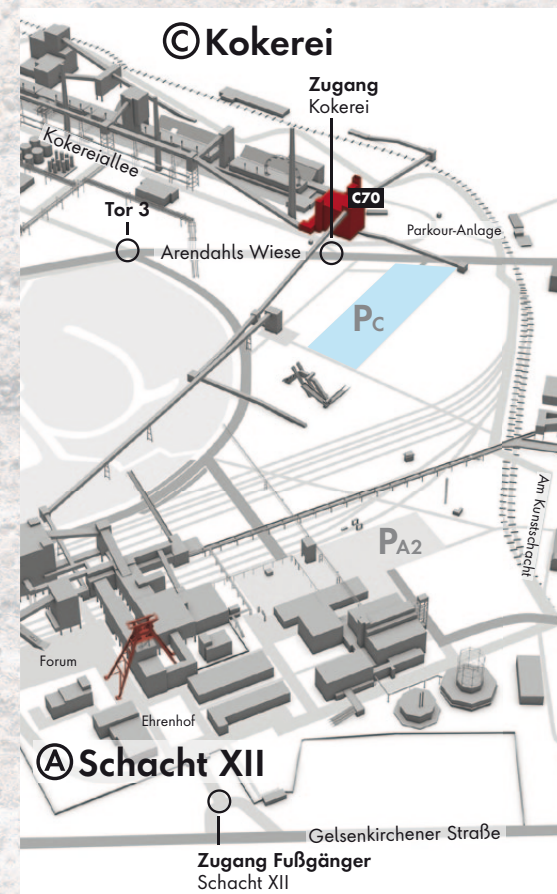 © Kokerei
Zugang
Kokerei
Kokereiallee
C70
Tor 3
Parkour-Anlage
Arendahls Wiese
PC
Am Kunstschacht
PA2
Forum
Ehrenhof
Ⓐ Schacht XII
Gelsenkirchener Straße
Zugang Fußgänger
Schacht XII